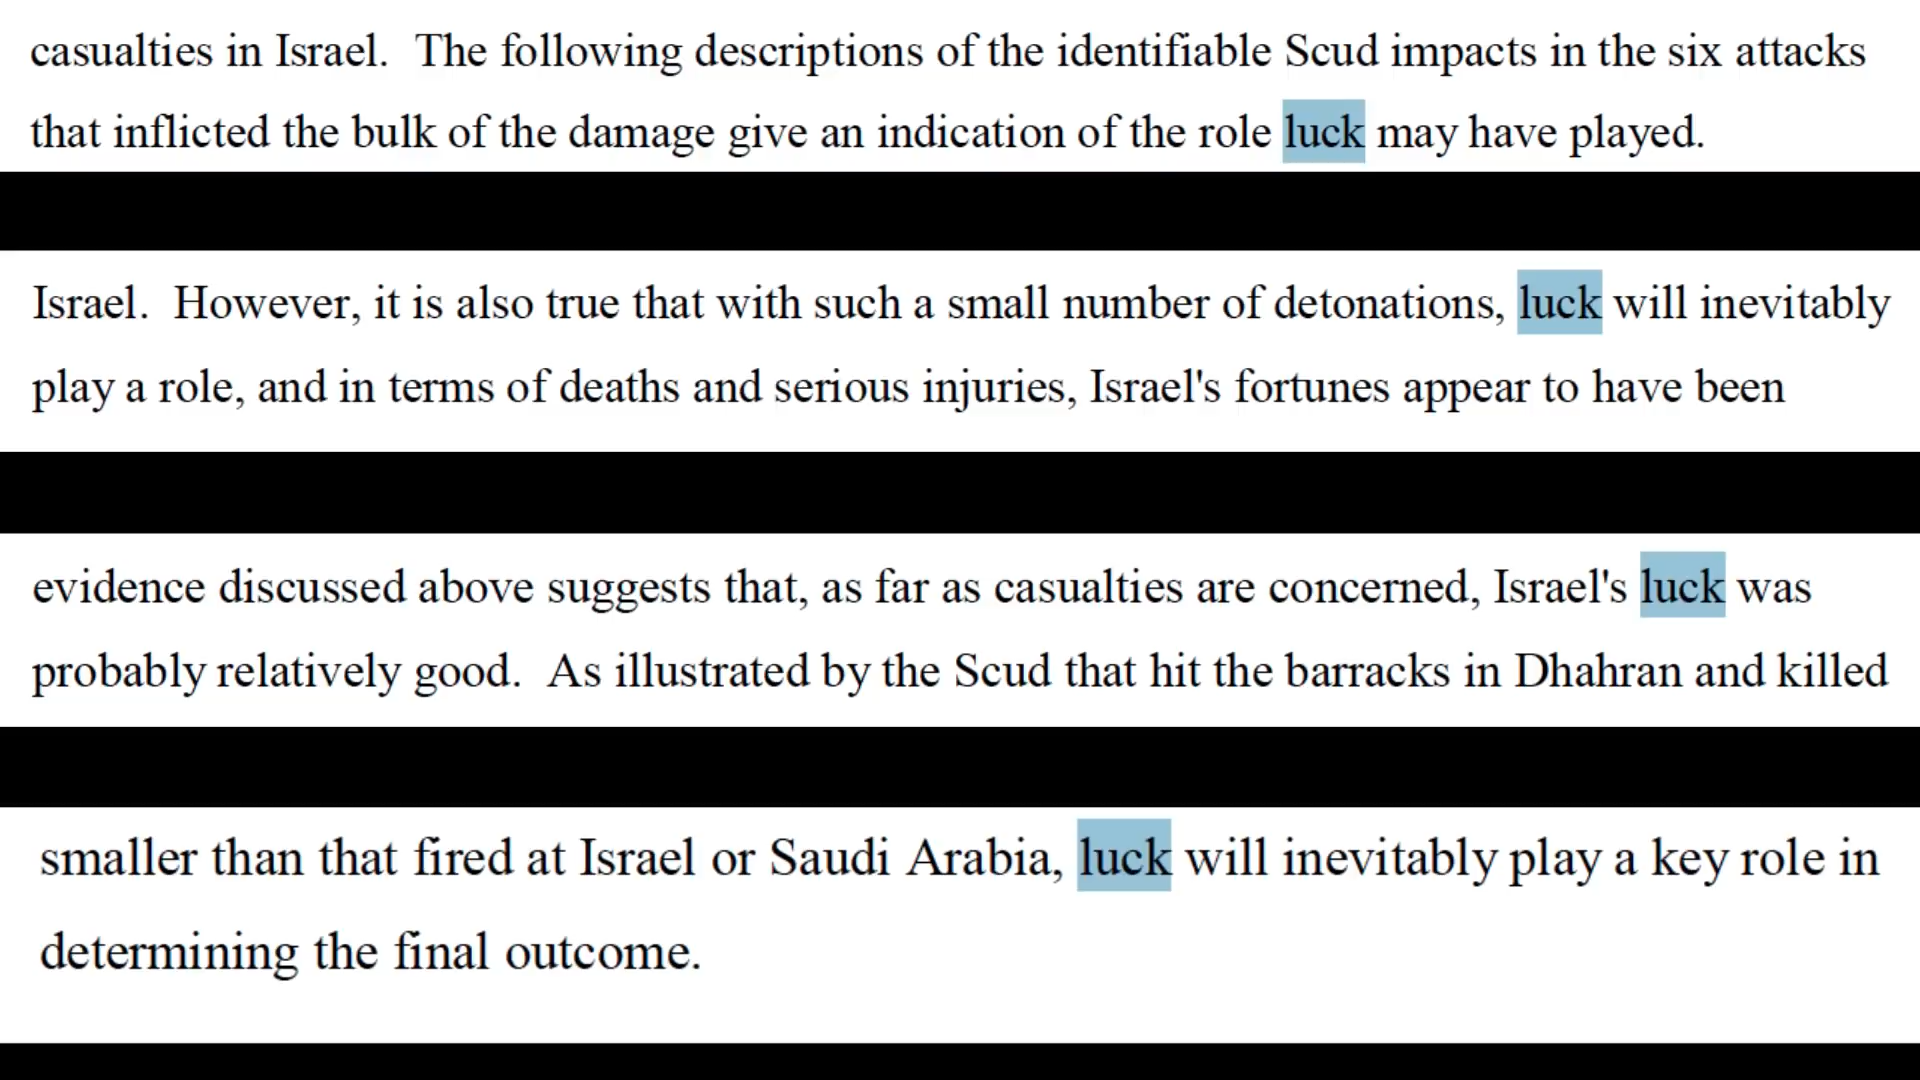 casualties in Israel.  The following descriptions of the identifiable Scud impacts in the six attacks
that inflicted the bulk of the damage give an indication of the role luck may have played.
Israel.  However, it is also true that with such a small number of detonations, luck will inevitably
play a role, and in terms of deaths and serious injuries, Israel's fortunes appear to have been
evidence discussed above suggests that, as far as casualties are concerned, Israel's luck was
probably relatively good.  As illustrated by the Scud that hit the barracks in Dhahran and killed
smaller than that fired at Israel or Saudi Arabia, luck will inevitably play a key role in
determining the final outcome.